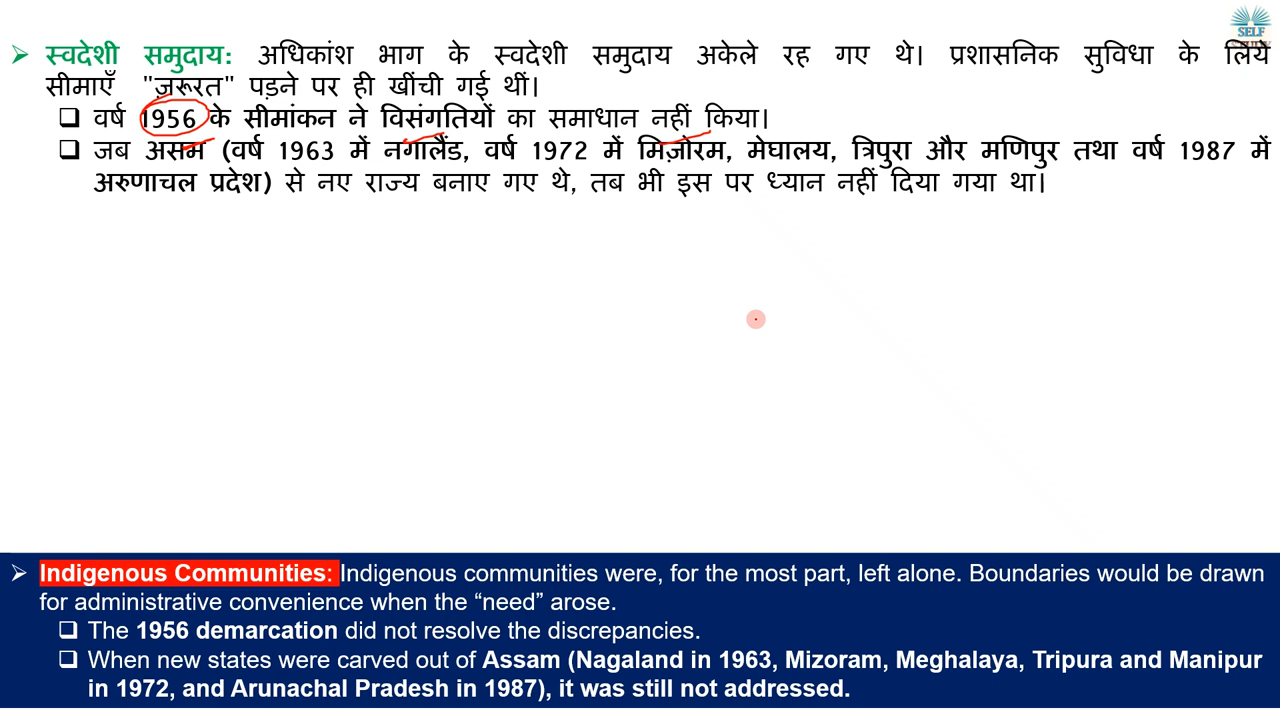 SELF
STUDY
➢ स्वदेशी समुदाय: अधिकांश भाग के स्वदेशी समुदाय अकेले रह गए थे। प्रशासनिक सुविधा के लिये
सीमाएँ "ज़रूरत" पड़ने पर ही खींची गई थीं।
❑ वर्ष 1956 के सीमांकन ने विसंगतियों का समाधान नहीं किया।
❑ जब असम (वर्ष 1963 में नगालैंड, वर्ष 1972 में मिज़ोरम, मेघालय, त्रिपुरा और मणिपुर तथा वर्ष 1987 में
अरुणाचल प्रदेश) से नए राज्य बनाए गए थे, तब भी इस पर ध्यान नहीं दिया गया था।
➢ Indigenous Communities: Indigenous communities were, for the most part, left alone. Boundaries would be drawn
for administrative convenience when the “need” arose.
❑ The 1956 demarcation did not resolve the discrepancies.
❑ When new states were carved out of Assam (Nagaland in 1963, Mizoram, Meghalaya, Tripura and Manipur
in 1972, and Arunachal Pradesh in 1987), it was still not addressed.